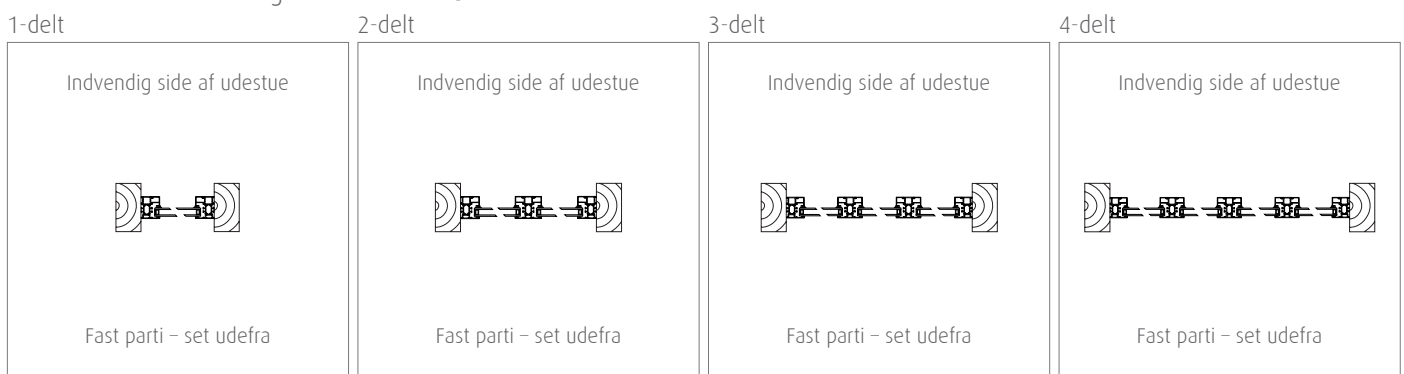 1-delt
2-delt
3-delt
4-delt
Indvendig side af udestue
Indvendig side af udestue
Indvendig side af udestue
Indvendig side af udestue
Fast parti – set udefra
Fast parti – set udefra
Fast parti – set udefra
Fast parti – set udefra